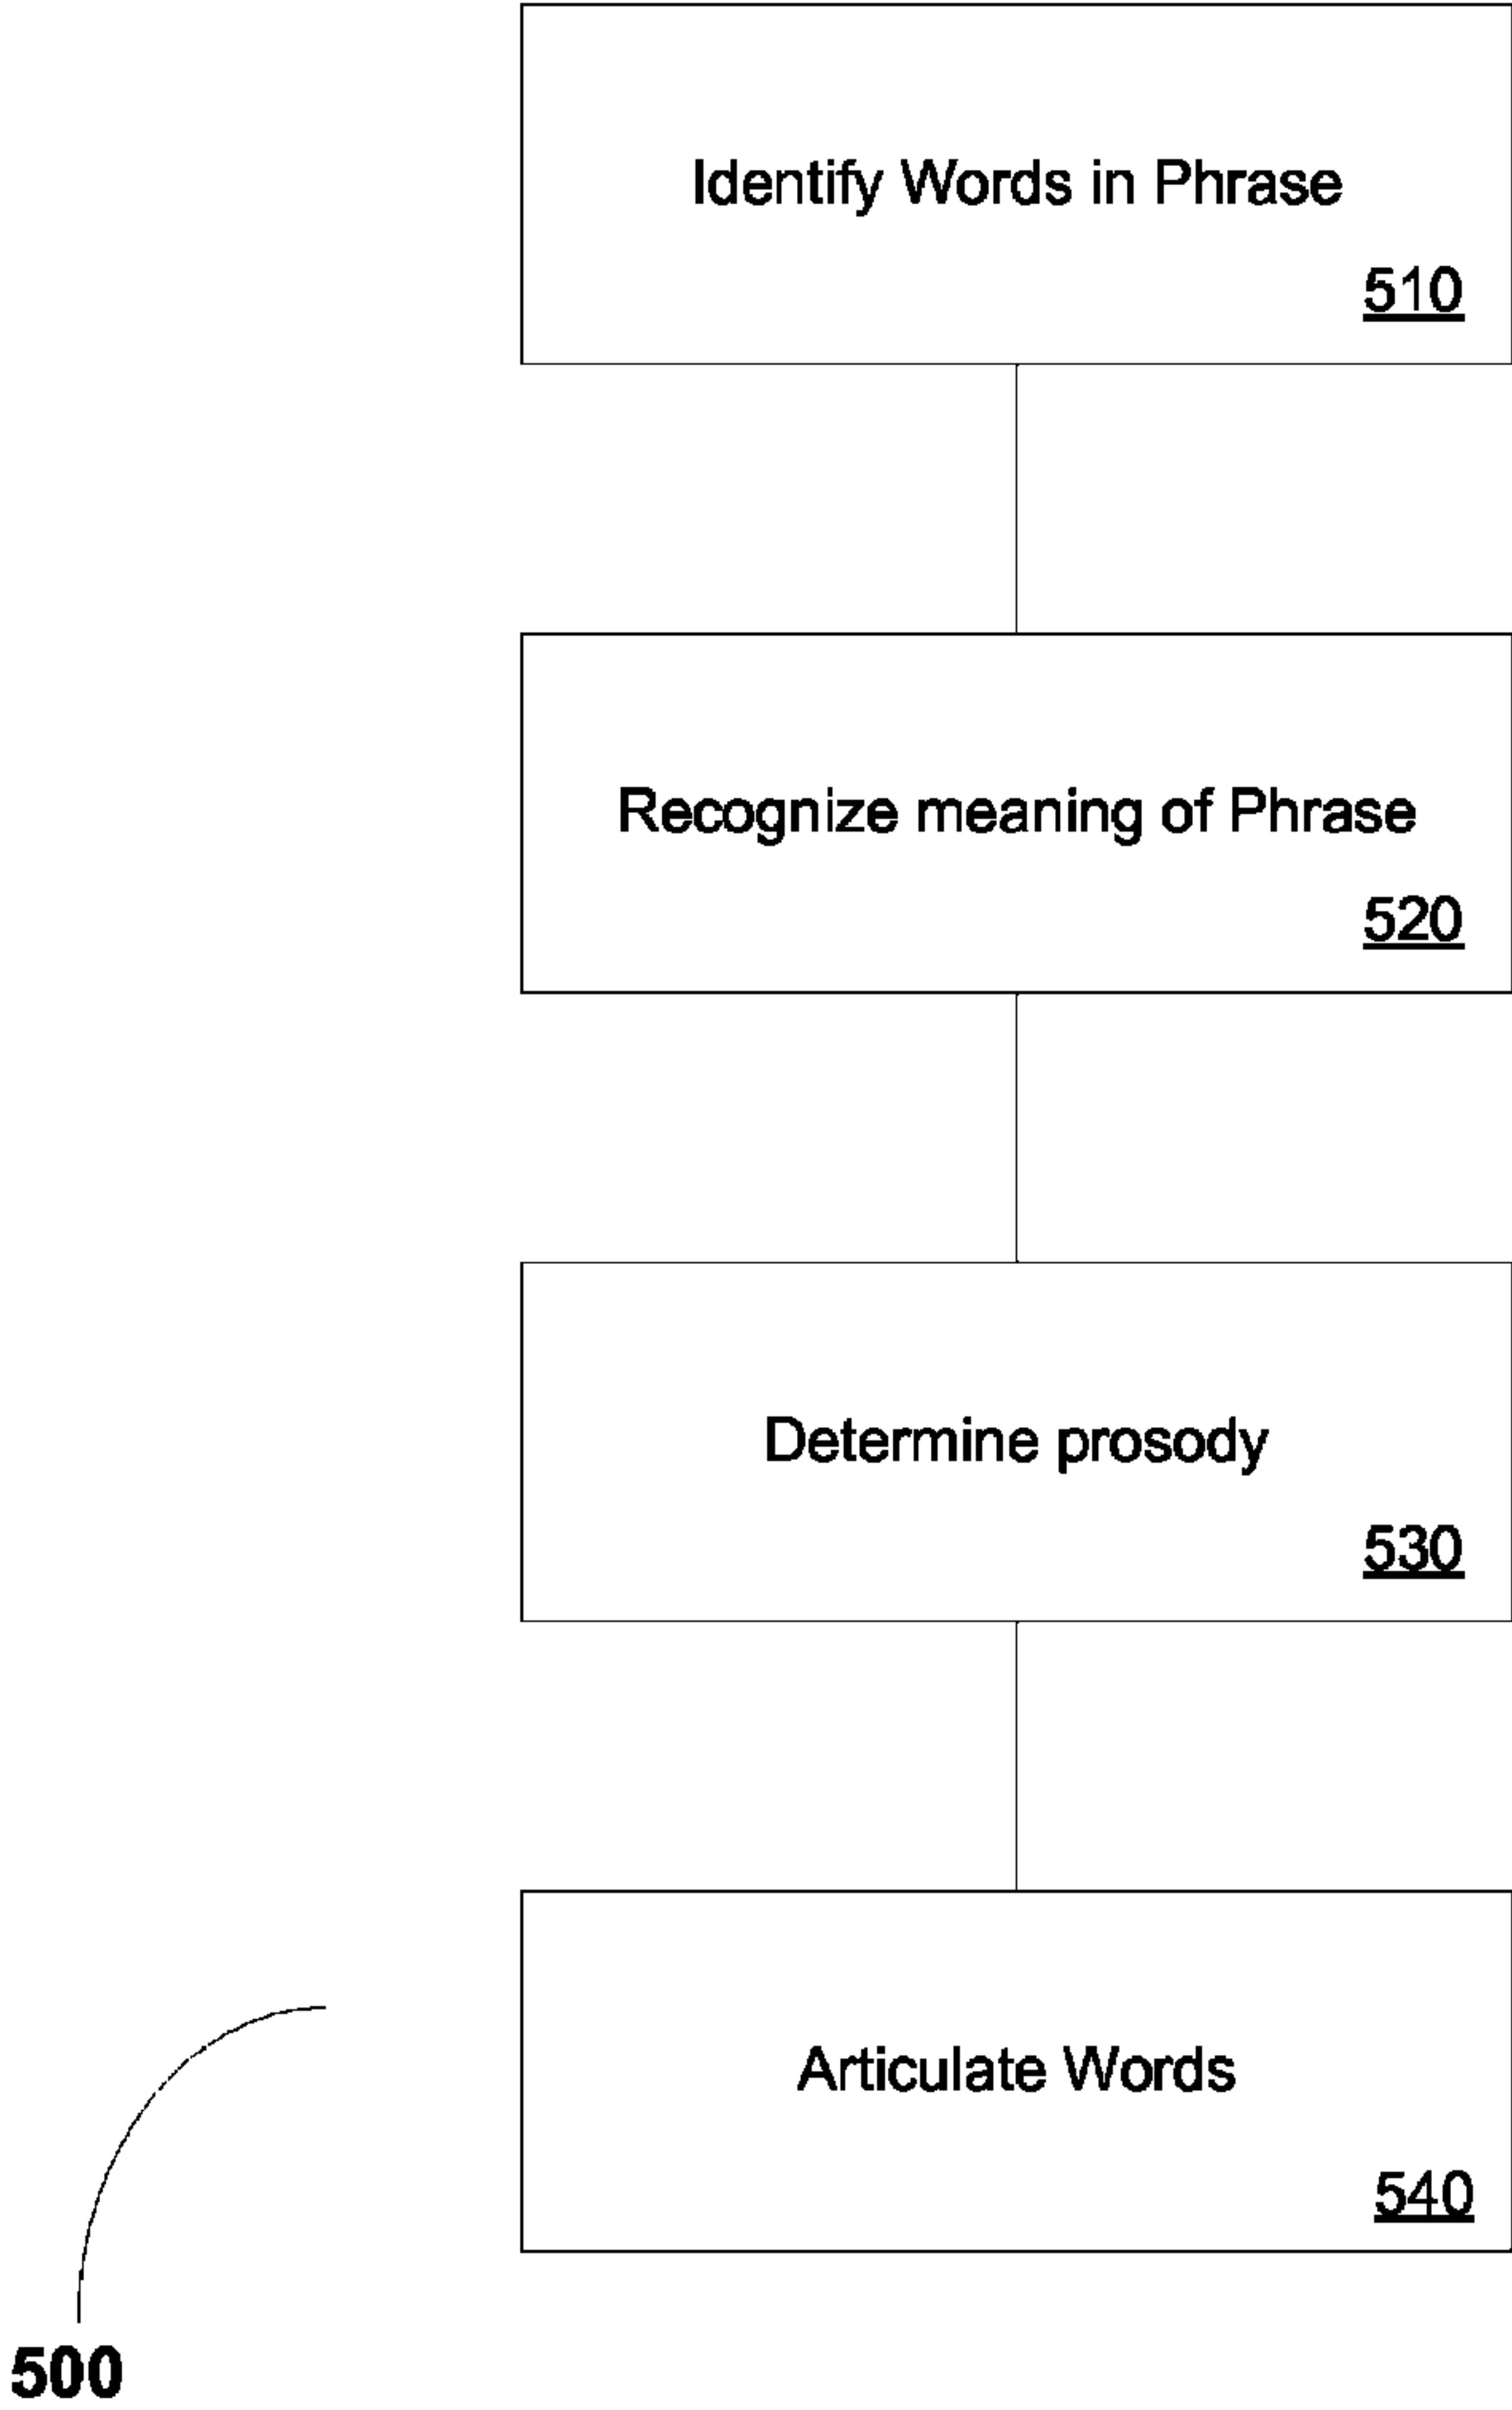 Identify Words in Phrase
510
Recognize meaning of Phrase
520
Determine prosody
530
Articulate Words
540
500